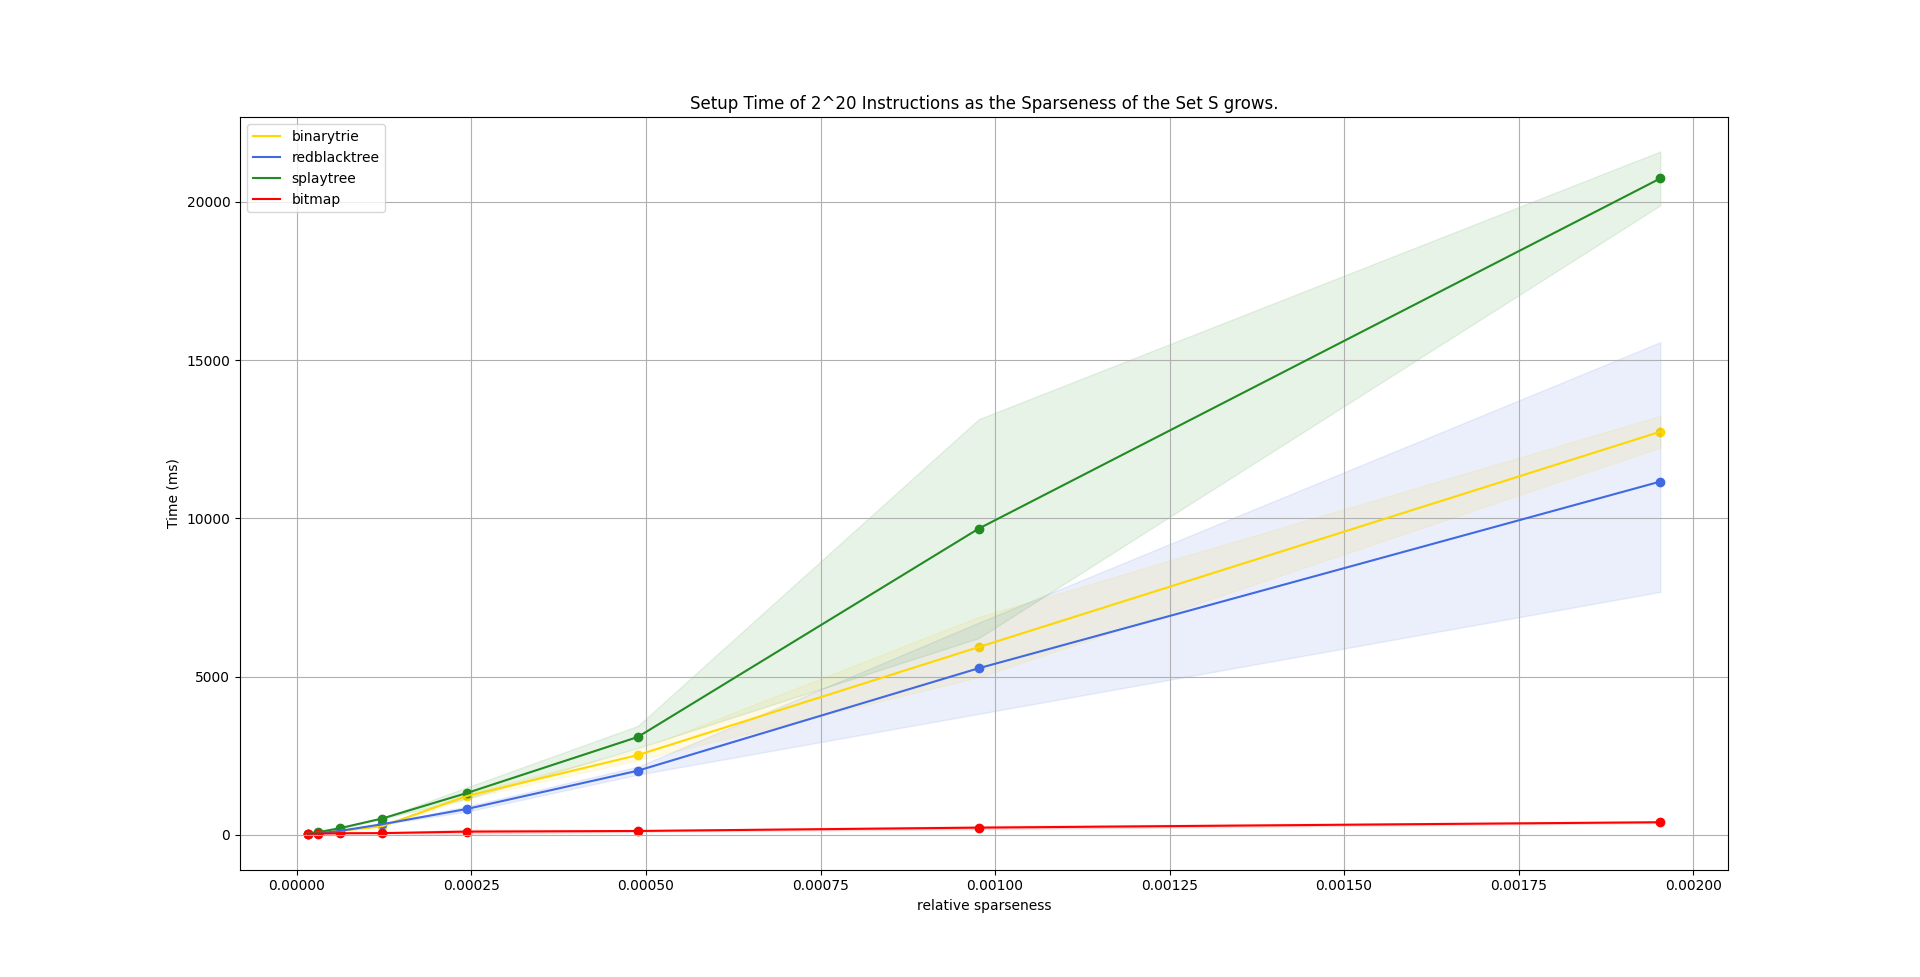 Setup Time of 2^20 Instructions as the Sparseness of the Set S grows.
binarytrie
redblacktree
splaytree
bitmap
20000
15000
10000
5000
0
Time (ms)
0.00000 0.00025 0.00050 0.00075 0.00100 0.00125 0.00150 0.00175 0.00200
relative sparseness